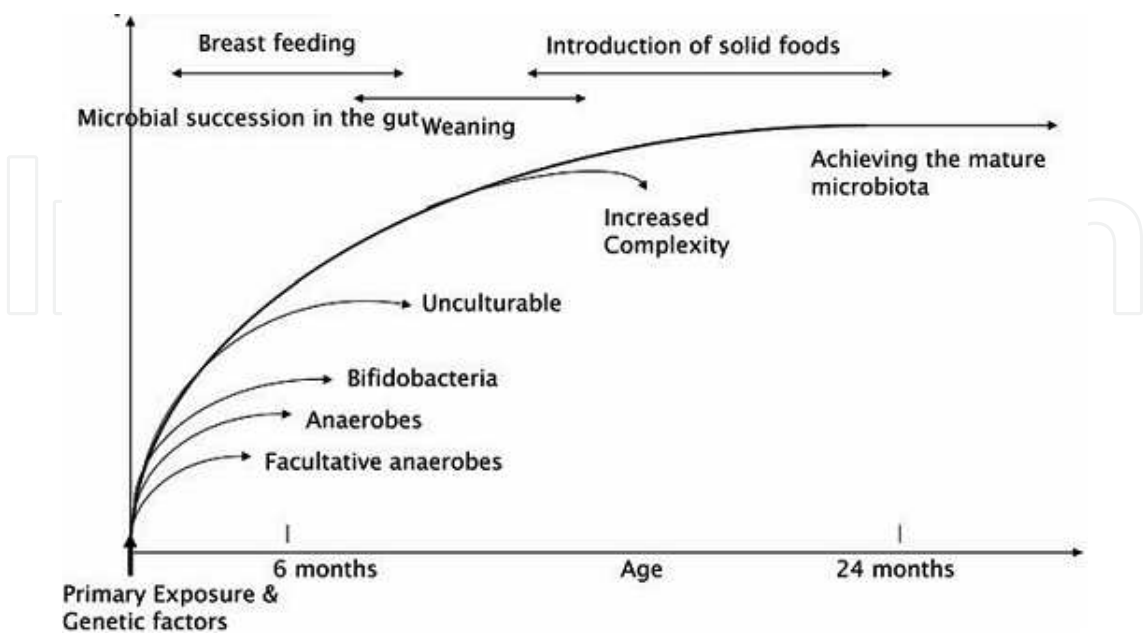 Breast feeding
Introduction of solid foods
Microbial succession in the gut
Weaning
Achieving the mature
microbiota
Increased
Complexity
Unculturable
Bifidobacteria
Anaerobes
Facultative anaerobes
6 months
Age
24 months
Primary Exposure &
Genetic factors